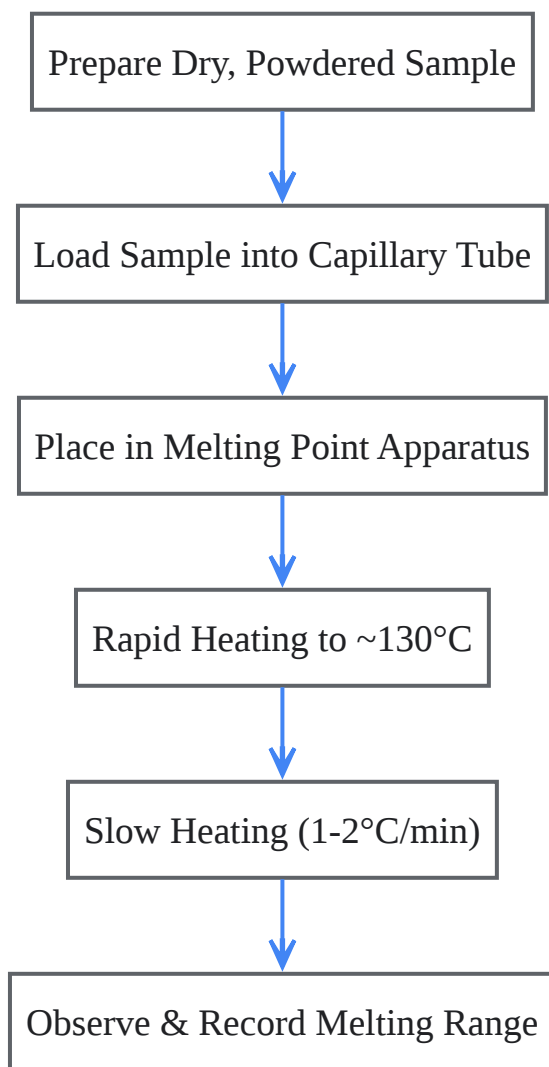 Prepare Dry, Powdered Sample
Load Sample into Capillary Tube
Place in Melting Point Apparatus
Rapid Heating to ~130°C
Slow Heating (1-2°C/min)
Observe & Record Melting Range